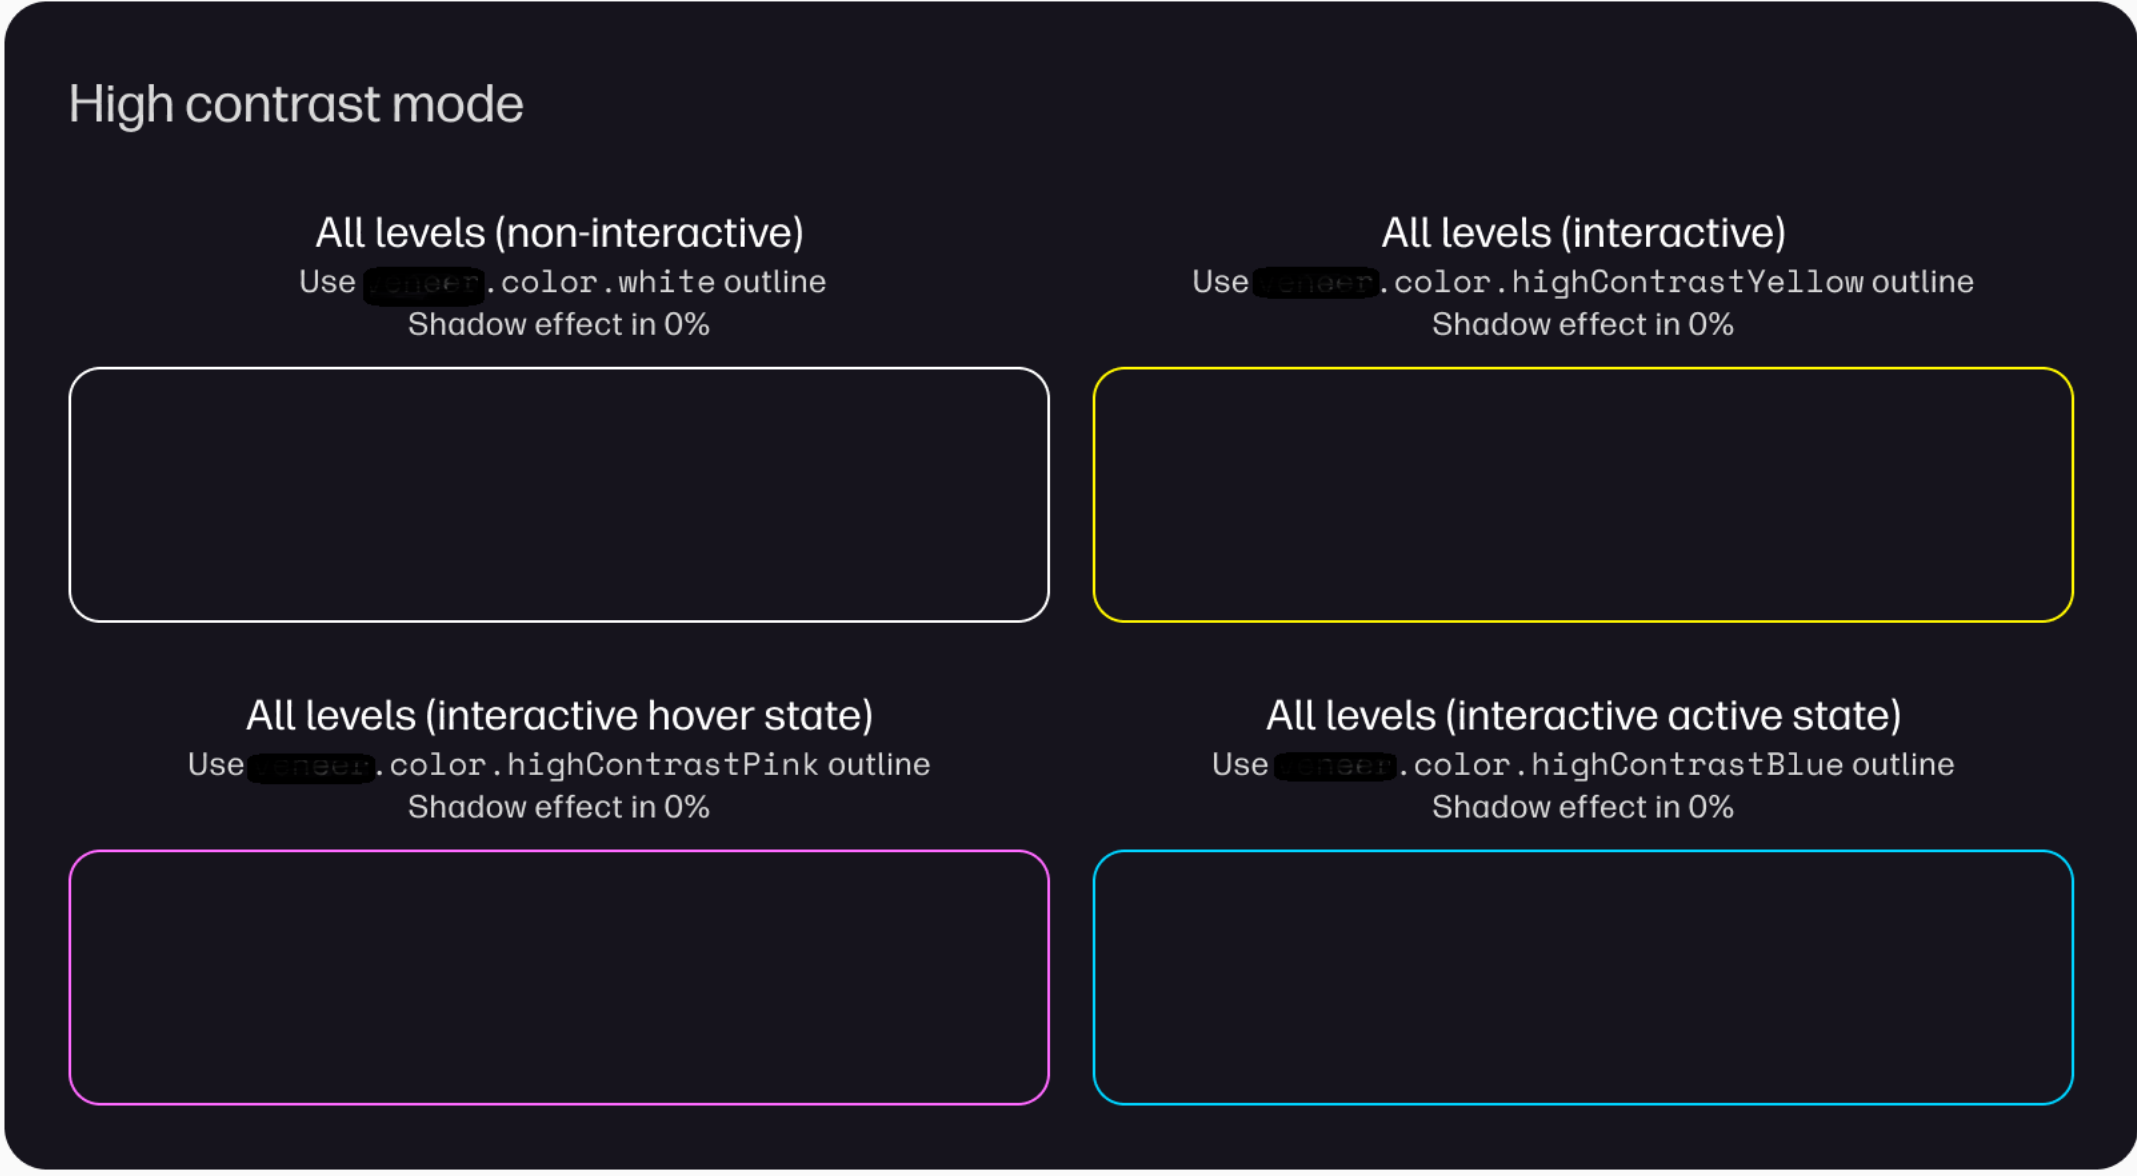 High contrast mode
All levels (non-interactive)
Use .color.white outline
Shadow effect in 0%
All levels (interactive)
Use .color.highContrastYellow outline
Shadow effect in 0%
All levels (interactive hover state)
Use .color.highContrastPink outline
Shadow effect in 0%
All levels (interactive active state)
Use .color.highContrastBlue outline
Shadow effect in 0%